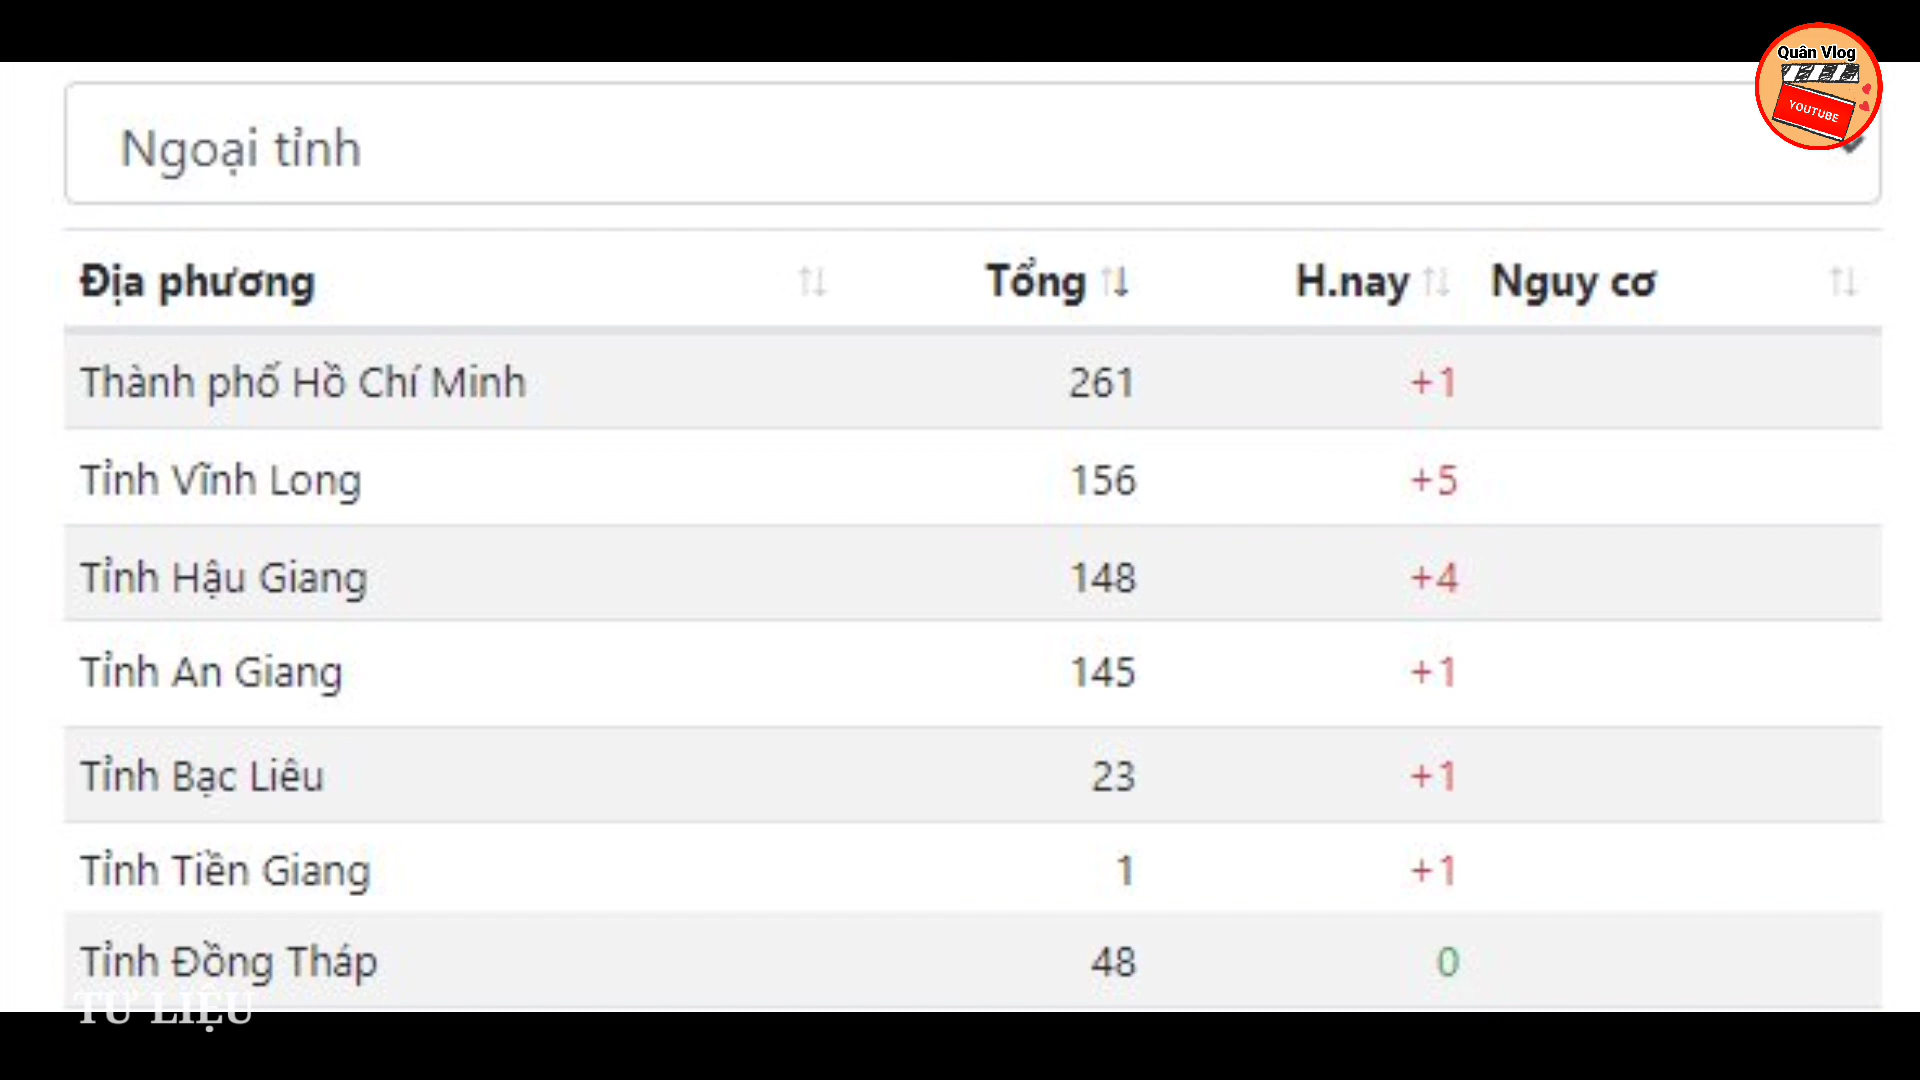 Quân Vlog
YOUTUBE
Ngoại tỉnh
Địa phương Tổng H.nay Nguy cơ
Thành phố Hồ Chí Minh 261 +1
Tỉnh Vĩnh Long 156 +5
Tỉnh Hậu Giang 148 +4
Tỉnh An Giang 145 +1
Tỉnh Bạc Liêu 23 +1
Tỉnh Tiền Giang 1 +1
Tỉnh Đồng Tháp 48 0
TƯ LIỆU